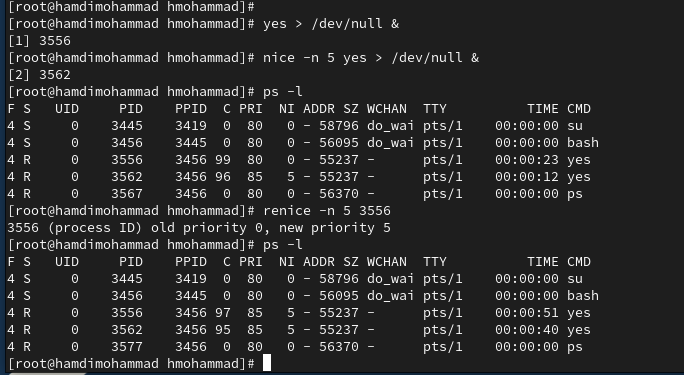 [root@hamdimohammad hmohammad]#
[root@hamdimohammad hmohammad]# yes > /dev/null &
[1] 3556
[root@hamdimohammad hmohammad]# nice -n 5 yes > /dev/null &
[2] 3562
[root@hamdimohammad hmohammad]# ps -l
F S   UID     PID    PPID  C PRI  NI ADDR SZ WCHAN  TTY          TIME CMD
4 S     0    3445    3419  0  80   0 - 58796 do_wai pts/1    00:00:00 su
4 S     0    3456    3445  0  80   0 - 56095 do_wai pts/1    00:00:00 bash
4 R     0    3556    3456 99  80   0 - 55237 -      pts/1    00:00:23 yes
4 R     0    3562    3456 96  85   5 - 55237 -      pts/1    00:00:12 yes
4 R     0    3567    3456  0  80   0 - 56370 -      pts/1    00:00:00 ps
[root@hamdimohammad hmohammad]# renice -n 5 3556
3556 (process ID) old priority 0, new priority 5
[root@hamdimohammad hmohammad]# ps -l
F S   UID     PID    PPID  C PRI  NI ADDR SZ WCHAN  TTY          TIME CMD
4 S     0    3445    3419  0  80   0 - 58796 do_wai pts/1    00:00:00 su
4 S     0    3456    3445  0  80   0 - 56095 do_wai pts/1    00:00:00 bash
4 R     0    3556    3456 97  85   5 - 55237 -      pts/1    00:00:51 yes
4 R     0    3562    3456 95  85   5 - 55237 -      pts/1    00:00:40 yes
4 R     0    3577    3456  0  80   0 - 56370 -      pts/1    00:00:00 ps
[root@hamdimohammad hmohammad]#